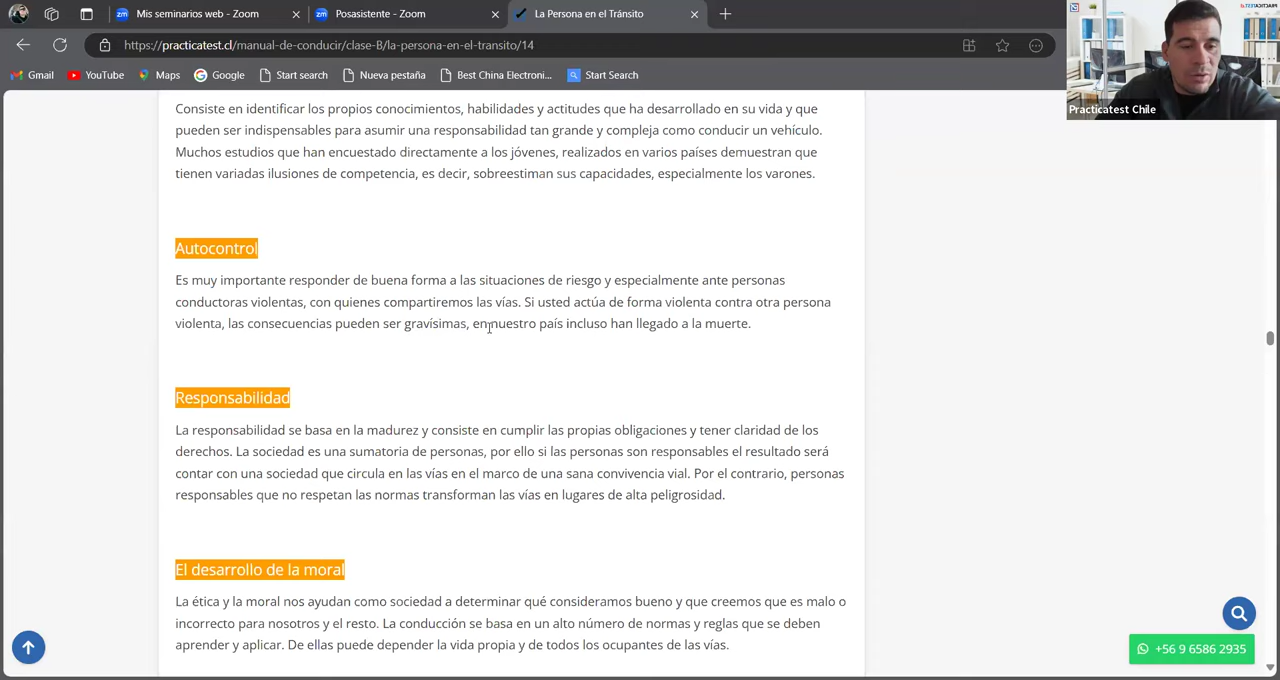 Mis seminarios web - Zoom
Posasistente - Zoom
La Persona en el Tránsito
https://practicatest.cl/manual-de-conducir/clase-B/la-persona-en-el-transito/14
Gmail
YouTube
Maps
Google
Start search
Nueva pestaña
Best China Electroni...
Start Search
Practicatest Chile
Consiste en identificar los propios conocimientos, habilidades y actitudes que ha desarrollado en su vida y que
pueden ser indispensables para asumir una responsabilidad tan grande y compleja como conducir un vehículo.
Muchos estudios que han encuestado directamente a los jóvenes, realizados en varios países demuestran que
tienen variadas ilusiones de competencia, es decir, sobreestiman sus capacidades, especialmente los varones.
Autocontrol
Es muy importante responder de buena forma a las situaciones de riesgo y especialmente ante personas
conductoras violentas, con quienes compartiremos las vías. Si usted actúa de forma violenta contra otra persona
violenta, las consecuencias pueden ser gravísimas, en nuestro país incluso han llegado a la muerte.
Responsabilidad
La responsabilidad se basa en la madurez y consiste en cumplir las propias obligaciones y tener claridad de los
derechos. La sociedad es una sumatoria de personas, por ello si las personas son responsables el resultado será
contar con una sociedad que circula en las vías en el marco de una sana convivencia vial. Por el contrario, personas
responsables que no respetan las normas transforman las vías en lugares de alta peligrosidad.
El desarrollo de la moral
La ética y la moral nos ayudan como sociedad a determinar qué consideramos bueno y que creemos que es malo o
incorrecto para nosotros y el resto. La conducción se basa en un alto número de normas y reglas que se deben
aprender y aplicar. De ellas puede depender la vida propia y de todos los ocupantes de las vías.
+56 9 6586 2935